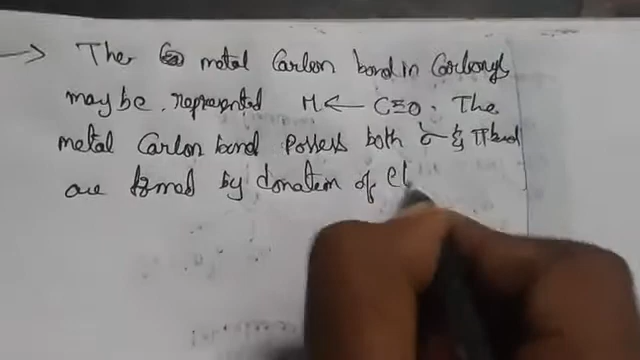 → The metal Carbon bond in Carbonyls
may be represented M ← C≡O. The
metal Carbon bond possess both σ & π bond
are formed by donation of el